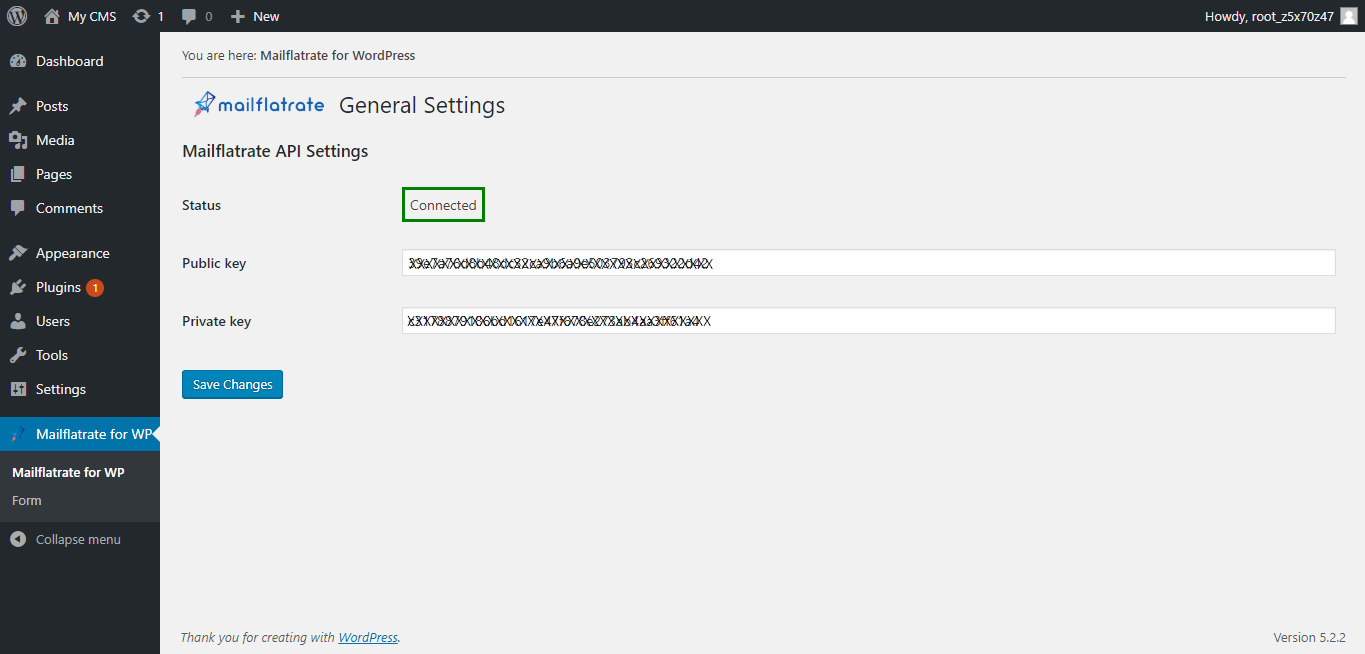 My CMS 1 0 New Howdy, root_z5x70z47
Dashboard
Posts
Media
Pages
Comments
Appearance
Plugins 1
Users
Tools
Settings
Mailflatrate for WP
Mailflatrate for WP
Form
Collapse menu
You are here: Mailflatrate for WordPress
mailflatrate General Settings
Mailflatrate API Settings
Status Connected
Public key
Private key
Save Changes
Thank you for creating with WordPress. Version 5.2.2